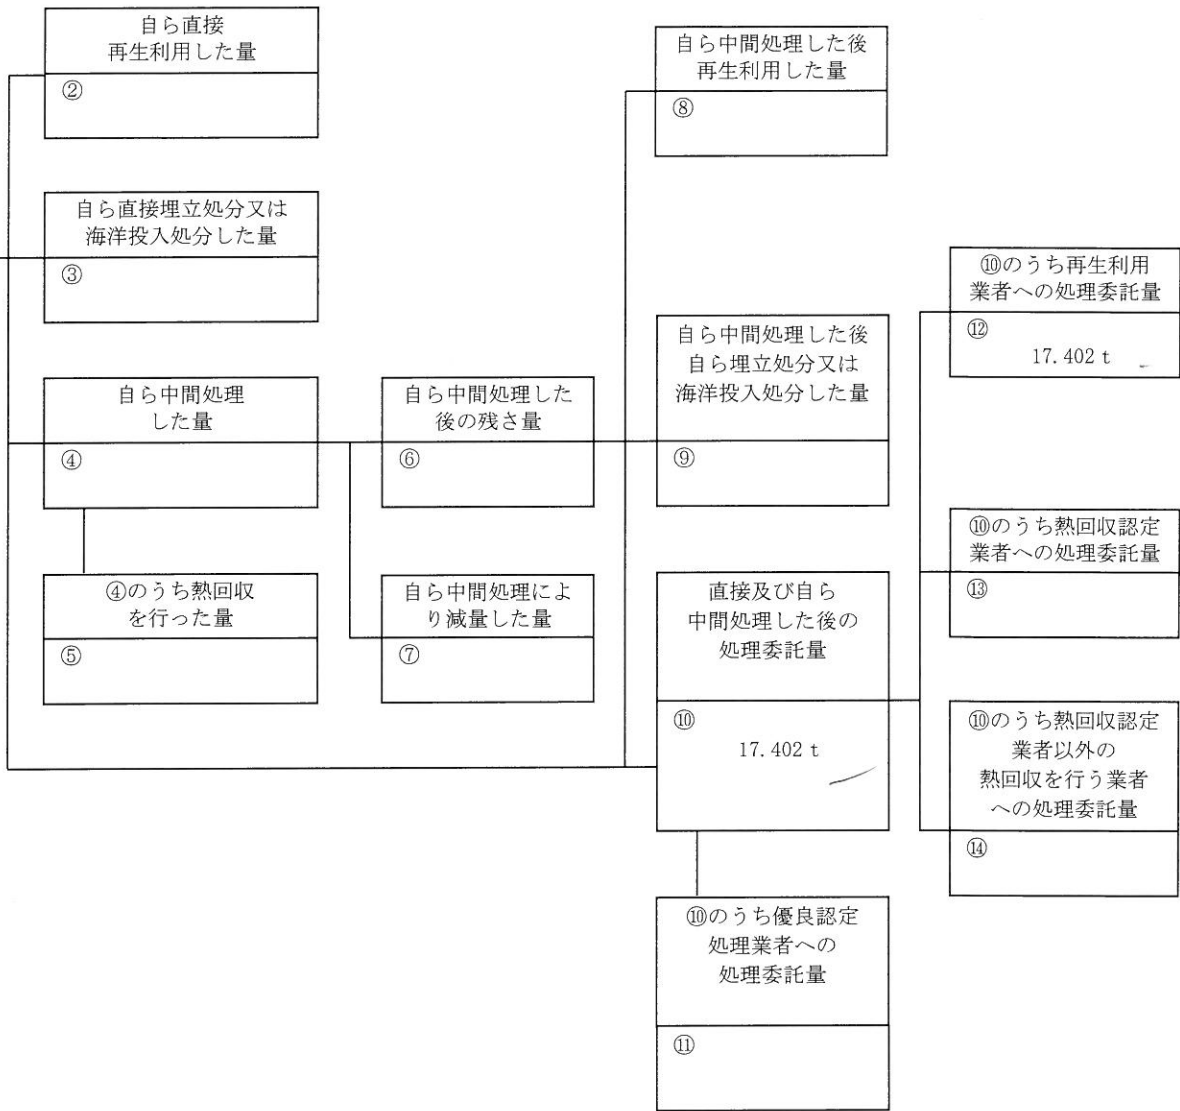 自ら直接
再生利用した量
②
自ら直接埋立処分又は
海洋投入処分した量
③
自ら中間処理
した量
④
④のうち熱回収
を行った量
⑤
自ら中間処理した
後の残さ量
⑥
自ら中間処理によ
り減量した量
⑦
自ら中間処理した後
再生利用した量
⑧
自ら中間処理した後
自ら埋立処分又は
海洋投入処分した量
⑨
直接及び自ら
中間処理した後の
処理委託量
⑩
17.402 t
⑩のうち優良認定
処理業者への
処理委託量
⑪
⑩のうち再生利用
業者への処理委託量
⑫
17.402 t
⑩のうち熱回収認定
業者への処理委託量
⑬
⑩のうち熱回収認定
業者以外の
熱回収を行う業者
への処理委託量
⑭